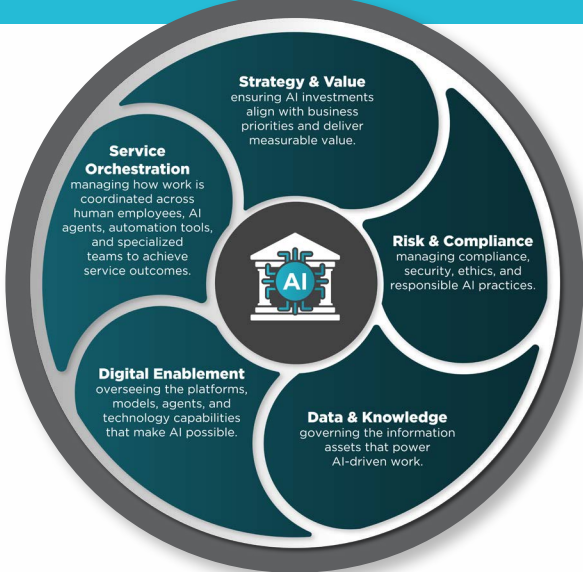 Strategy & Value
ensuring AI investments
align with business
priorities and deliver
measurable value.
Service
Orchestration
managing how work is
coordinated across
human employees, AI
agents, automation tools,
and specialized
teams to achieve
service outcomes.
Risk & Compliance
managing compliance,
security, ethics, and
responsible AI practices.
AI
Digital Enablement
overseeing the platforms,
models, agents, and
technology capabilities
that make AI possible.
Data & Knowledge
governing the information
assets that power
AI-driven work.